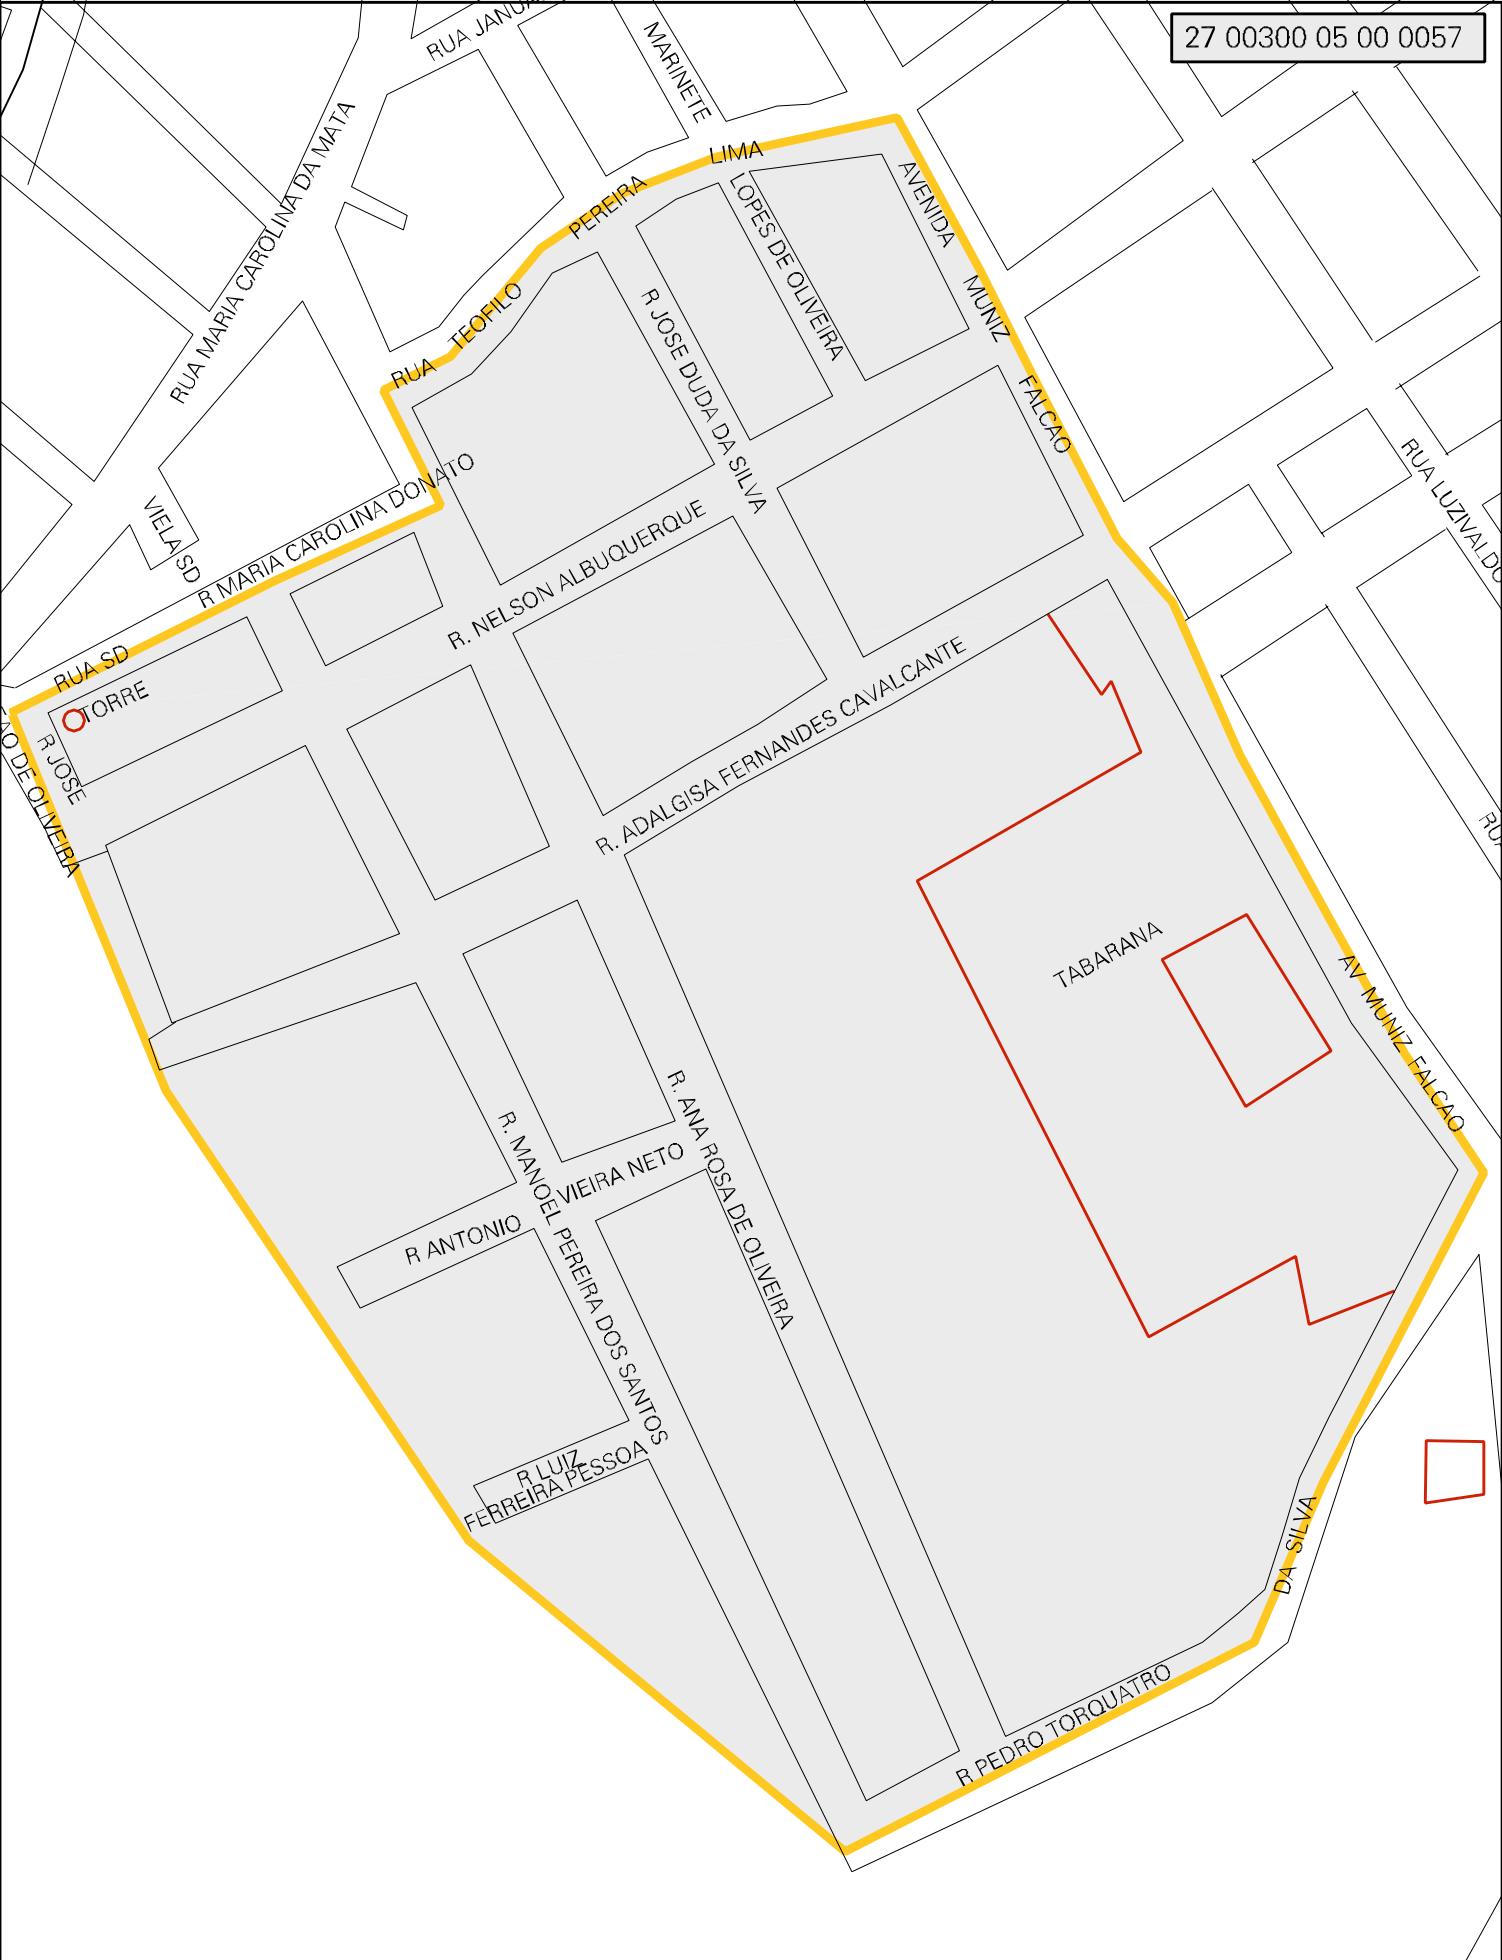 27 00300 05 00 0057
MARINETE
RUA MARIA CAROLINA DA MATA
LIMA
PEREIRA
AVENIDA
LOPES DE OLIVEIRA
TEOFILO
MUNIZ
R JOSE DUDA DA SILVA
RUA
FALCAO
R MARIA CAROLINA DONATO
VIELA SD
RUA LUZIVALDO
R. NELSON ALBUQUERQUE
RUA SD
TORRE
R JOSE
AO DE OLIVEIRA
R. ADALGISA FERNANDES CAVALCANTE
TABARANA
AV MUNIZ FALCAO
R. ANA ROSA DE OLIVEIRA
R. MANOEL PEREIRA DOS SANTOS
VIEIRA NETO
R ANTONIO
R LUIZ
FERREIRA PESSOA
DA SILVA
R PEDRO TORQUATRO